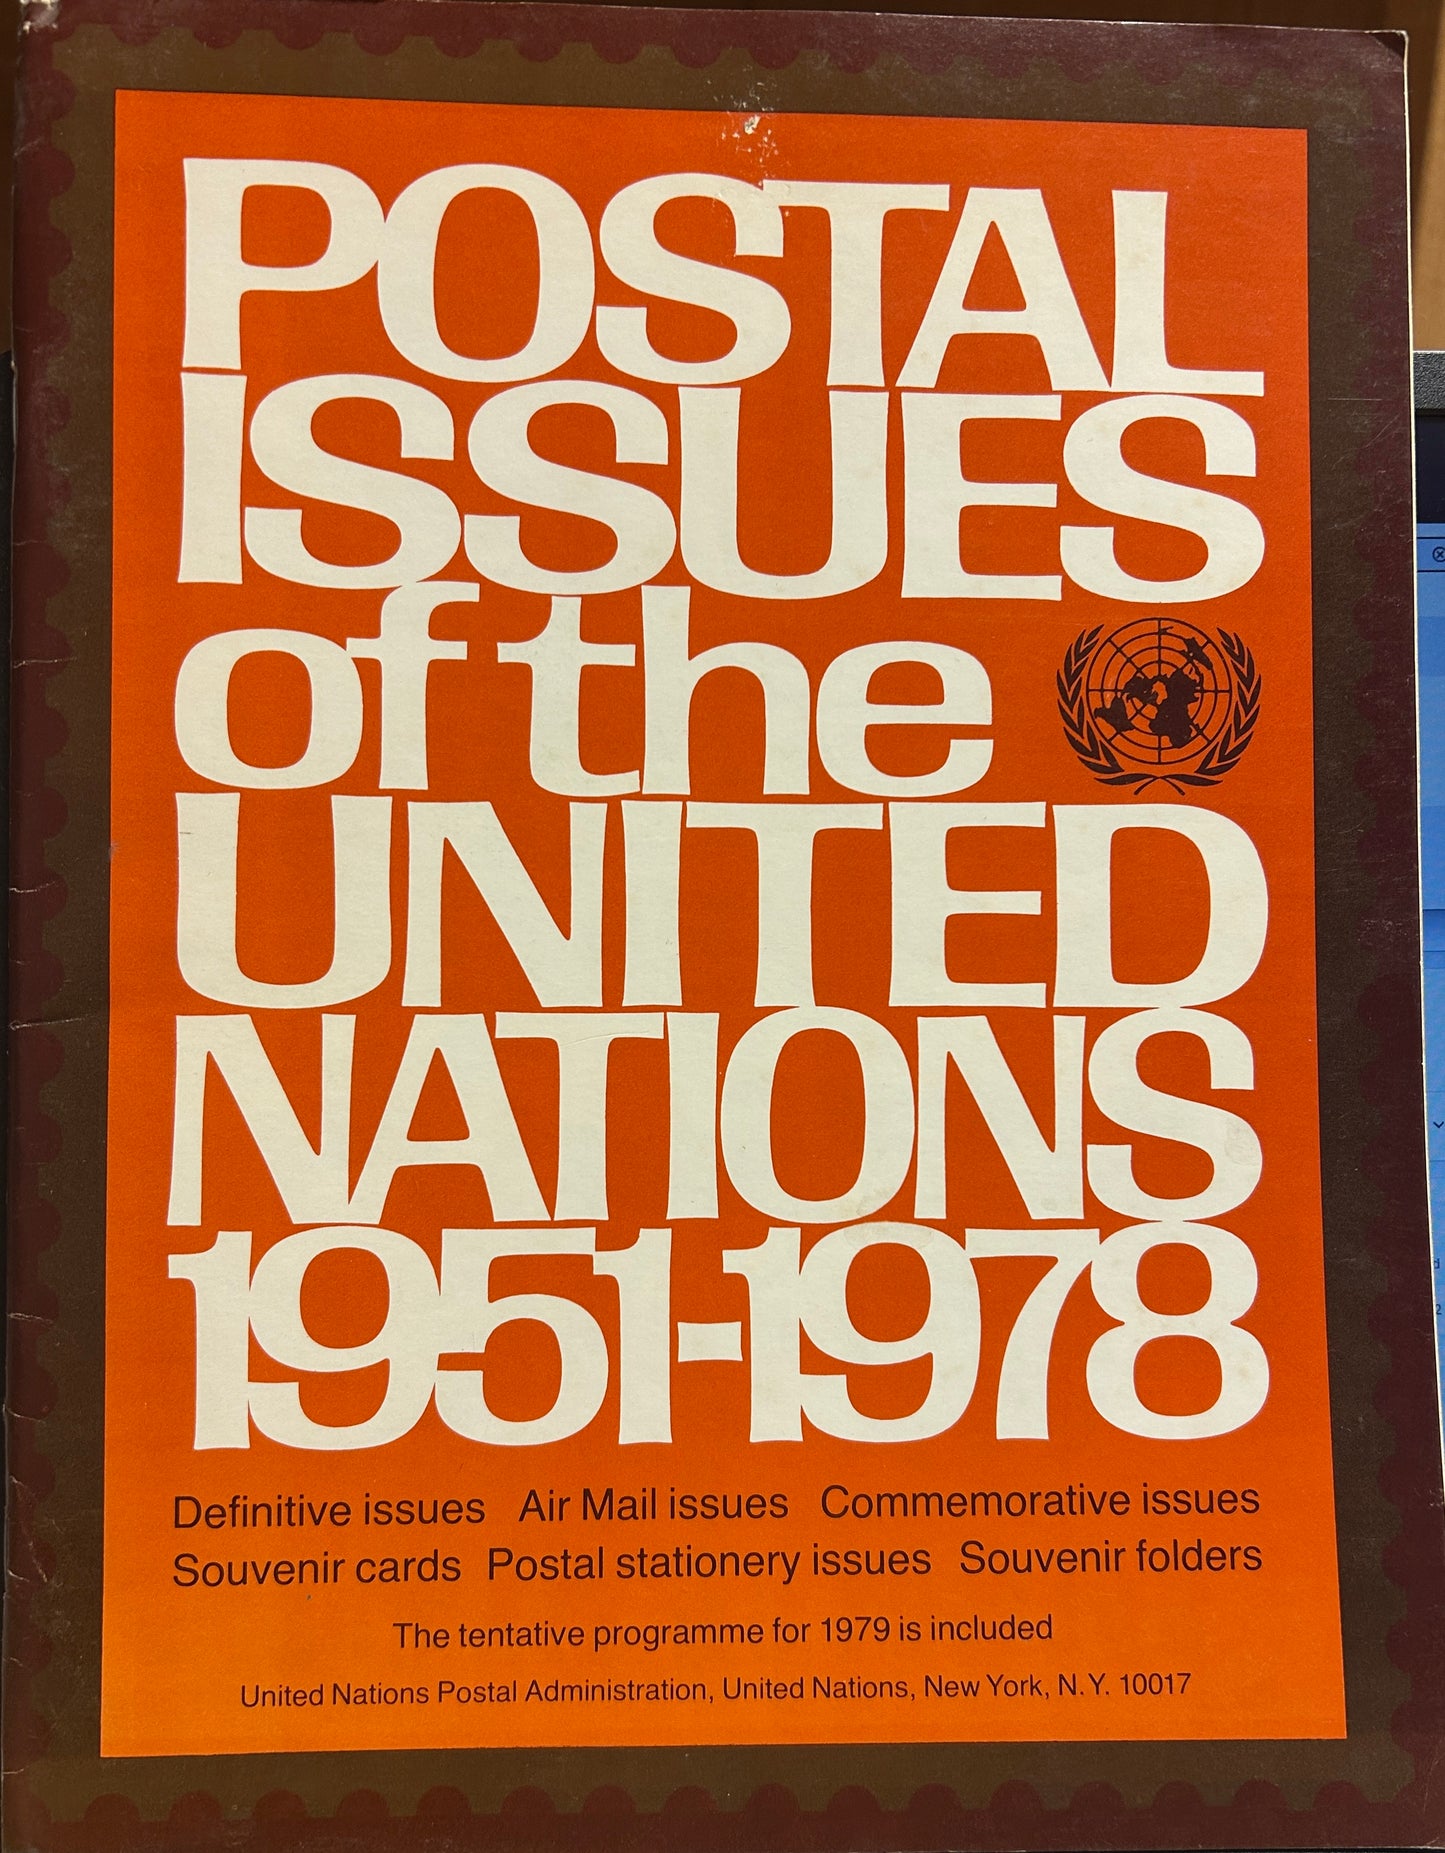 POSTAL
ISSUES
of the
UNITED
NATIONS
1951-1978
Definitive issues Air Mail issues Commemorative issues
Souvenir cards Postal stationery issues Souvenir folders
The tentative programme for 1979 is included
United Nations Postal Administration, United Nations, New York, N.Y. 10017